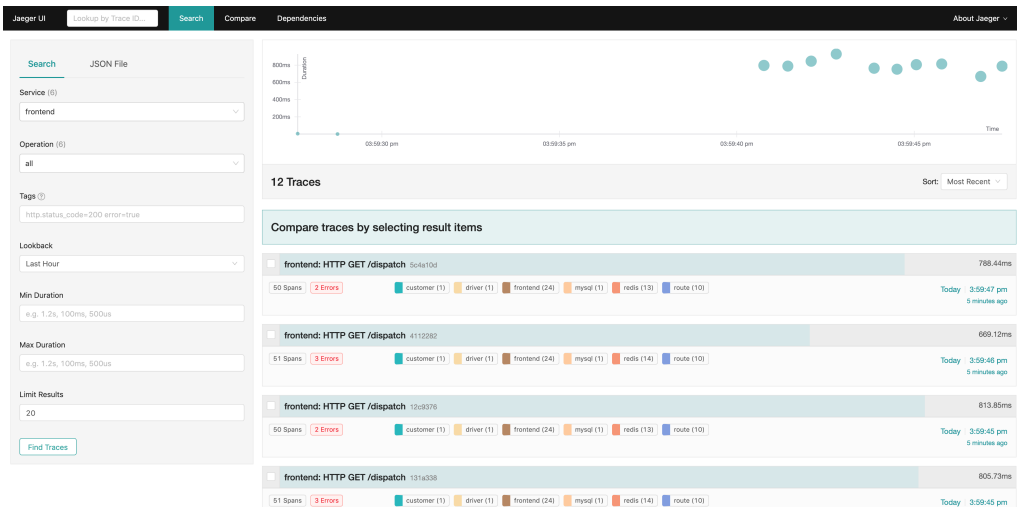 Jaeger UI Lookup by Trace ID... Search Compare Dependencies About Jaeger
Search JSON File
Service (6)
frontend
Operation (6)
all
Tags
http.status_code=200 error=true
Lookback
Last Hour
Min Duration
e.g. 1.2s, 100ms, 500us
Max Duration
e.g. 1.2s, 100ms, 500us
Limit Results
20
Find Traces
Duration
800ms
600ms
400ms
200ms
Time
03:59:30 pm 03:59:35 pm 03:59:40 pm 03:59:45 pm
12 Traces Sort: Most Recent
Compare traces by selecting result items
frontend: HTTP GET /dispatch 5c4a10d 788.44ms
50 Spans 2 Errors customer (1) driver (1) frontend (24) mysql (1) redis (13) route (10) Today 3:59:47 pm
5 minutes ago
frontend: HTTP GET /dispatch 4112282 669.12ms
51 Spans 3 Errors customer (1) driver (1) frontend (24) mysql (1) redis (14) route (10) Today 3:59:46 pm
5 minutes ago
frontend: HTTP GET /dispatch 12c9376 813.85ms
50 Spans 2 Errors customer (1) driver (1) frontend (24) mysql (1) redis (13) route (10) Today 3:59:45 pm
5 minutes ago
frontend: HTTP GET /dispatch 131a338 805.73ms
51 Spans 3 Errors customer (1) driver (1) frontend (24) mysql (1) redis (14) route (10) Today 3:59:45 pm